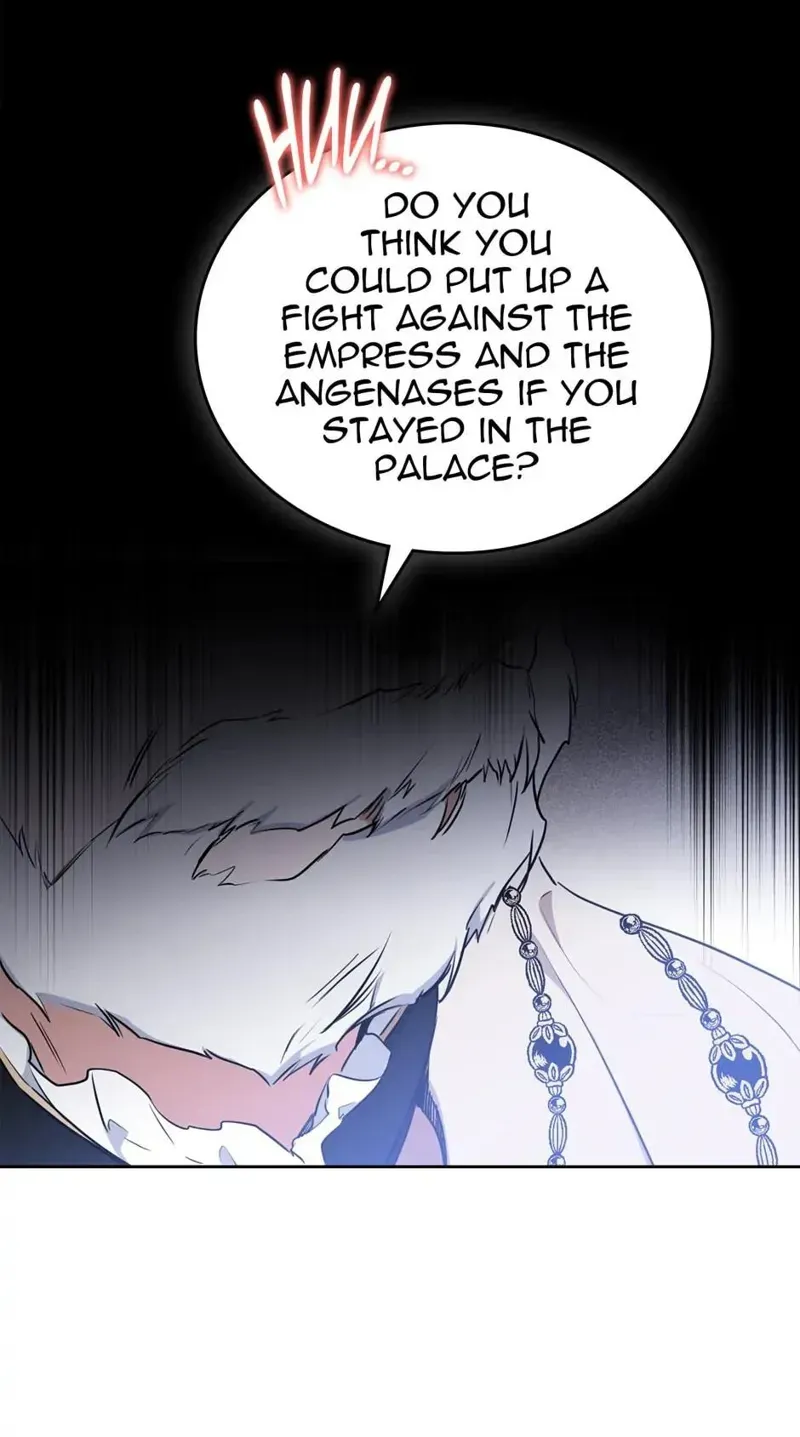 HUU...
DO YOU
THINK YOU
COULD PUT UP A
FIGHT AGAINST THE
EMPRESS AND THE
ANGENASES IF YOU
STAYED IN THE
PALACE?